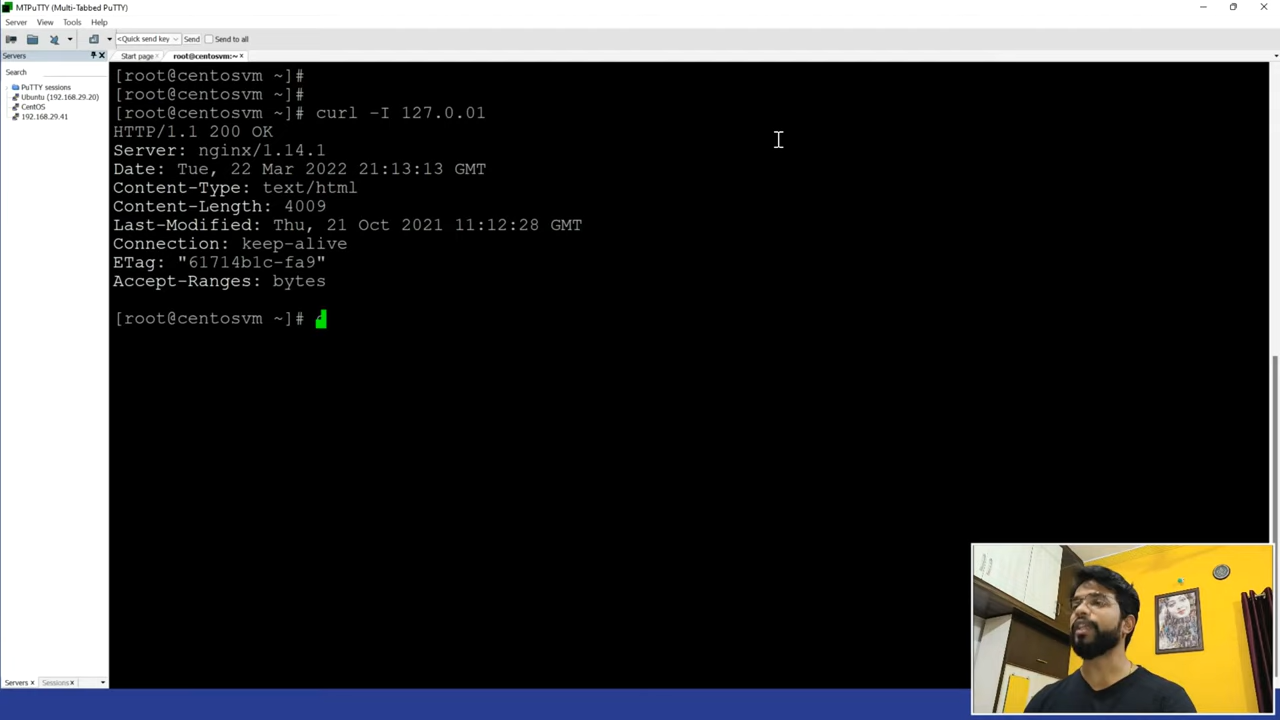 MTPuTTY (Multi-Tabbed PuTTY)
Server View Tools Help
<Quick send key Send Send to all
Servers
Start page
root@centosvm:~
Search
PuTTY sessions
Ubuntu (192.168.29.20)
CentOS
192.168.29.41
[root@centosvm ~]#
[root@centosvm ~]#
[root@centosvm ~]# curl -I 127.0.01
HTTP/1.1 200 OK
Server: nginx/1.14.1
Date: Tue, 22 Mar 2022 21:13:13 GMT
Content-Type: text/html
Content-Length: 4009
Last-Modified: Thu, 21 Oct 2021 11:12:28 GMT
Connection: keep-alive
ETag: "61714b1c-fa9"
Accept-Ranges: bytes
[root@centosvm ~]#
Servers Sessions